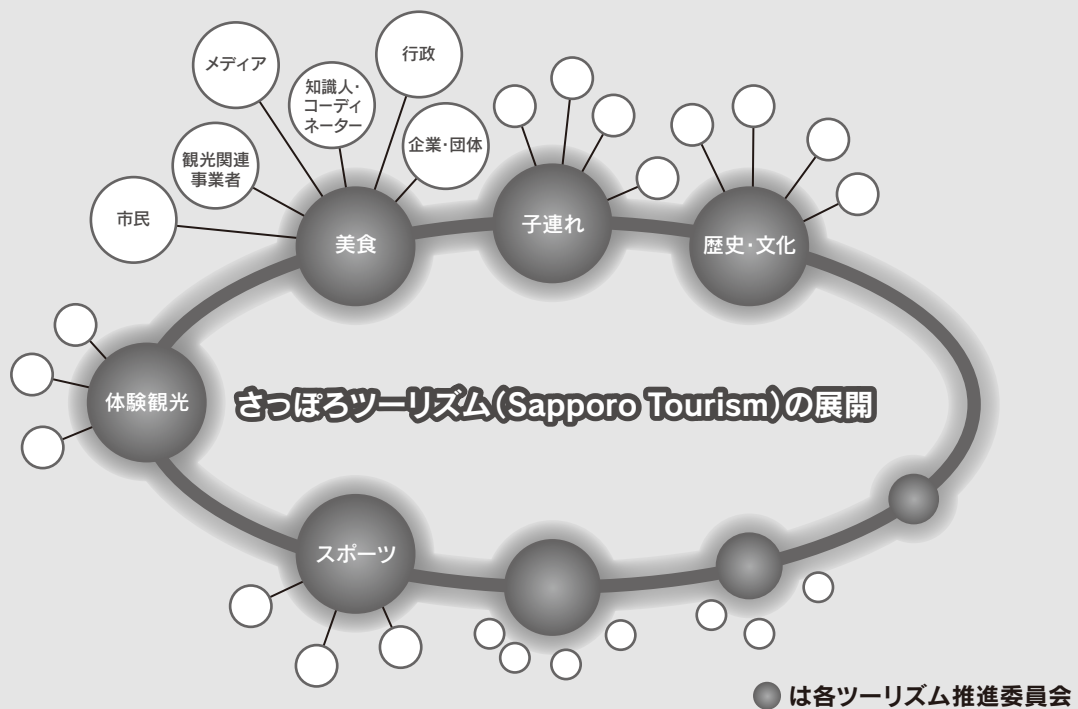 メディア
行政
知識人・
コーディ
ネーター
企業・団体
観光関連
事業者
市民
美食
子連れ
歴史・文化
体験観光
さっぽろツーリズム（Sapporo Tourism）の展開
スポーツ
は各ツーリズム推進委員会